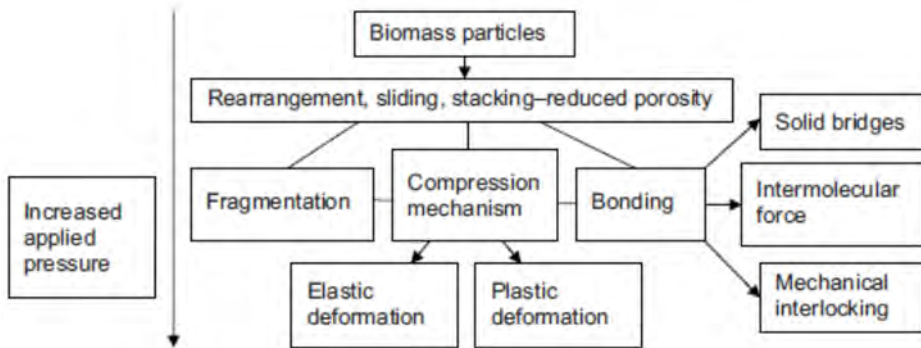 Biomass particles
Rearrangement, sliding, stacking–reduced porosity
Solid bridges
Increased
applied
pressure
Fragmentation
Compression
mechanism
Bonding
Intermolecular
force
Elastic
deformation
Plastic
deformation
Mechanical
interlocking